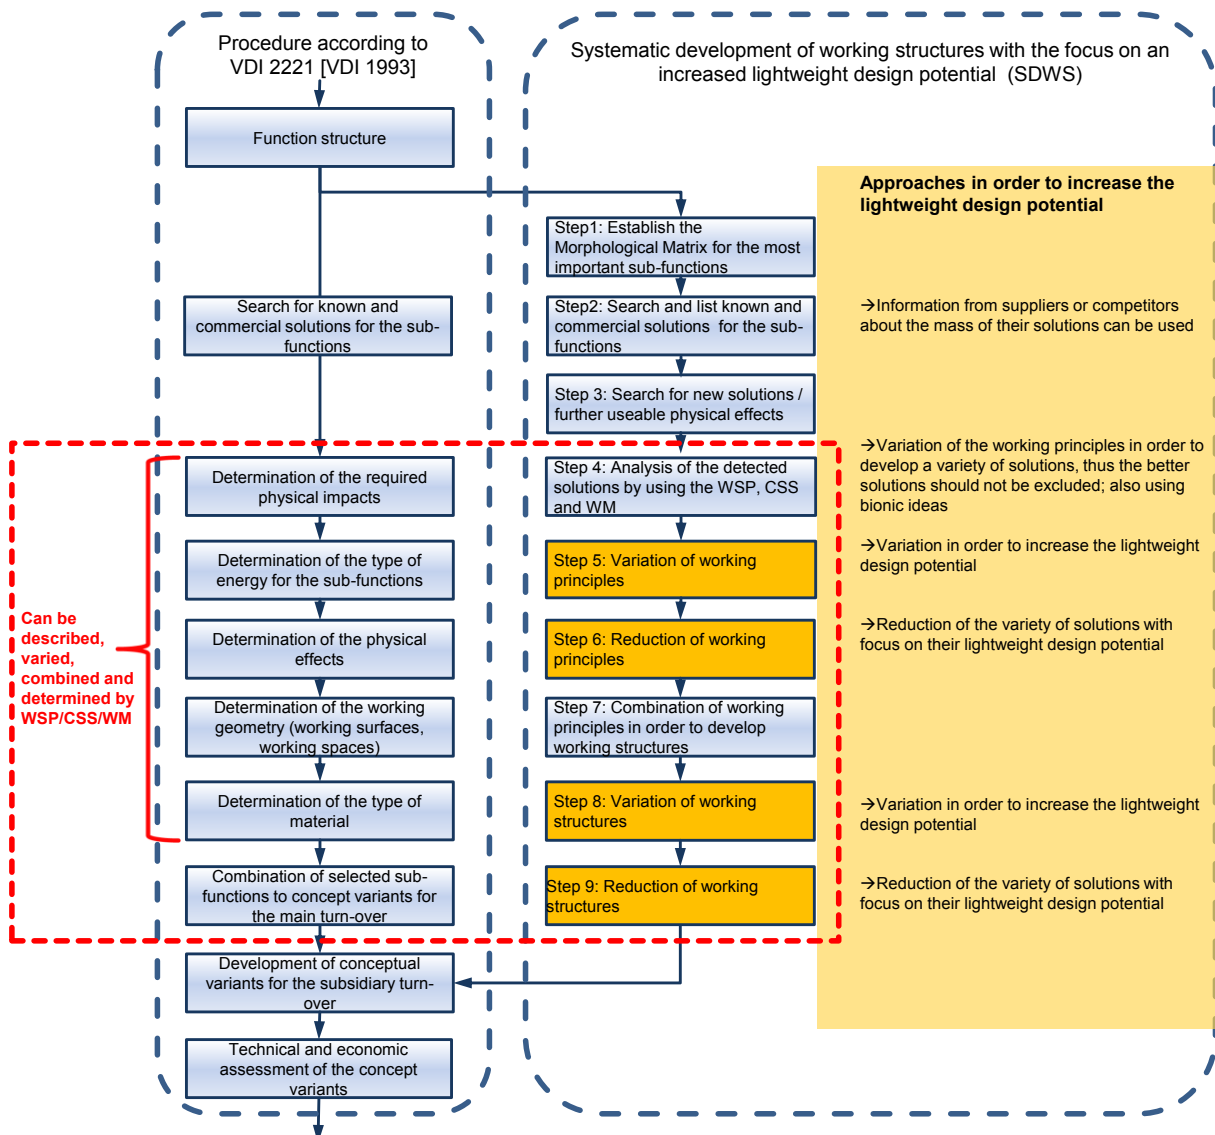 Procedure according to
VDI 2221 [VDI 1993]
Function structure
Search for known and
commercial solutions for the sub-
functions
Determination of the required
physical impacts
Determination of the type of
energy for the sub-functions
Determination of the physical
effects
Determination of the working
geometry (working surfaces,
working spaces)
Determination of the type of
material
Combination of selected sub-
functions to concept variants for
the main turn-over
Development of conceptual
variants for the subsidiary turn-
over
Technical and economic
assessment of the concept
variants
Can be
described,
varied,
combined and
determined by
WSP/CSS/WM
Systematic development of working structures with the focus on an
increased lightweight design potential (SDWS)
Step1: Establish the
Morphological Matrix for the most
important sub-functions
Step2: Search and list known and
commercial solutions for the sub-
functions
Step 3: Search for new solutions /
further useable physical effects
Step 4: Analysis of the detected
solutions by using the WSP, CSS
and WM
Step 5: Variation of working
principles
Step 6: Reduction of working
principles
Step 7: Combination of working
principles in order to develop
working structures
Step 8: Variation of working
structures
Step 9: Reduction of working
structures
Approaches in order to increase the
lightweight design potential
→Information from suppliers or competitors
about the mass of their solutions can be used
→Variation of the working principles in order to
develop a variety of solutions, thus the better
solutions should not be excluded; also using
bionic ideas
→Variation in order to increase the lightweight
design potential
→Reduction of the variety of solutions with
focus on their lightweight design potential
→Variation in order to increase the lightweight
design potential
→Reduction of the variety of solutions with
focus on their lightweight design potential